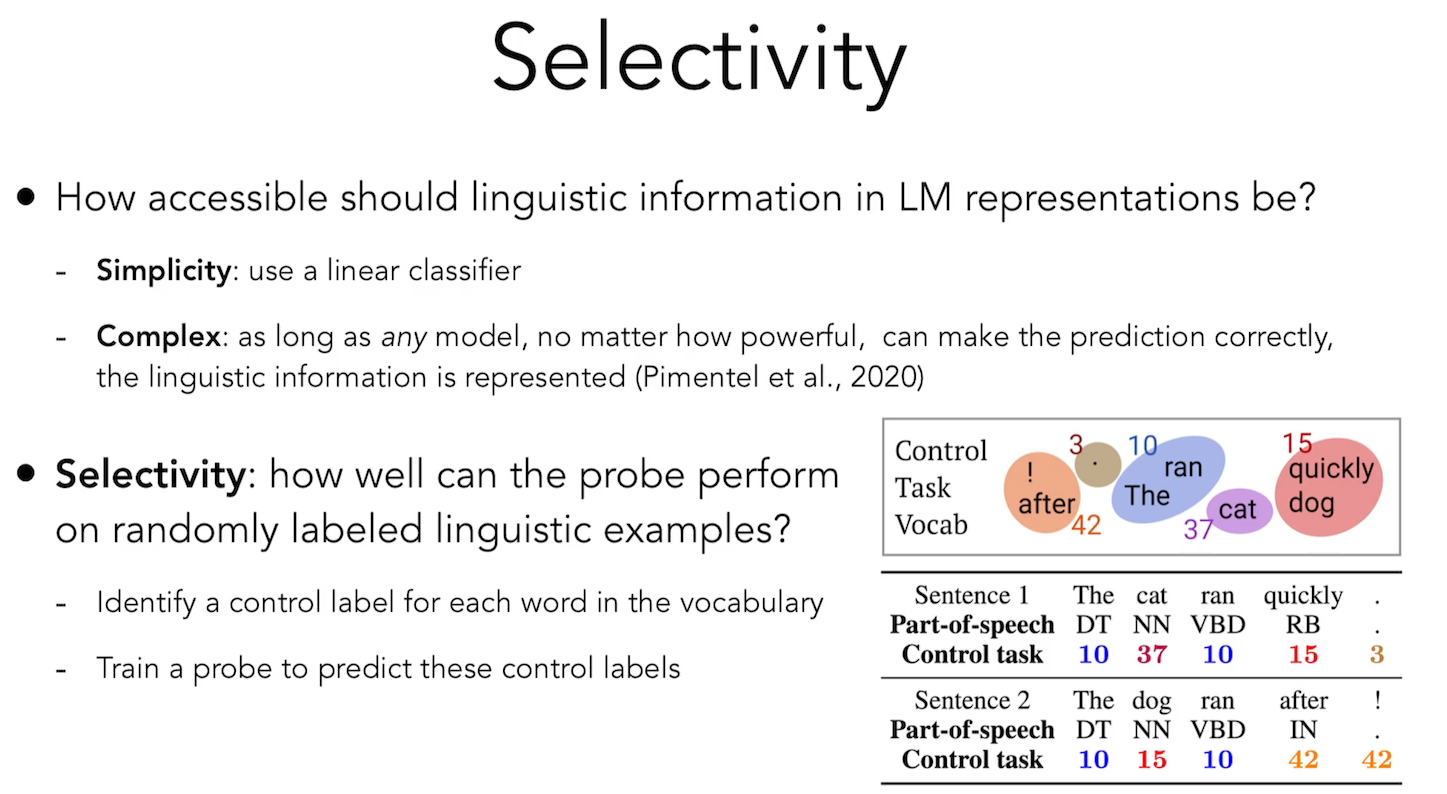 Selectivity
• How accessible should linguistic information in LM representations be?
- Simplicity: use a linear classifier
- Complex: as long as any model, no matter how powerful, can make the prediction correctly,
the linguistic information is represented (Pimentel et al., 2020)
• Selectivity: how well can the probe perform
on randomly labeled linguistic examples?
- Identify a control label for each word in the vocabulary
- Train a probe to predict these control labels
Control
Task
Vocab
! after 42
3 .
10 ran The
37 cat
15 quickly dog
Sentence 1 The cat ran quickly .
Part-of-speech DT NN VBD RB .
Control task 10 37 10 15 3
Sentence 2 The dog ran after !
Part-of-speech DT NN VBD IN .
Control task 10 15 10 42 42